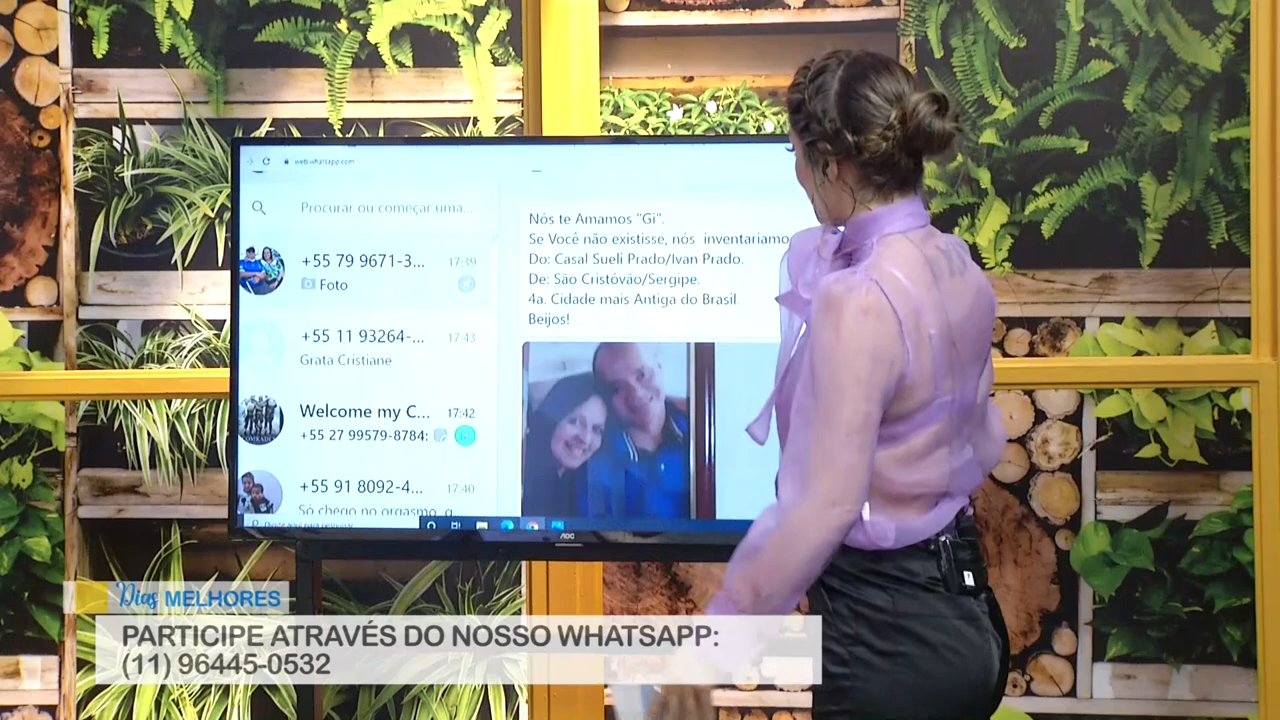 web.whatsapp.com
Procurar ou começar uma...
+55 79 9671-3... 17:39
Foto
+55 11 93264-... 17:43
Grata Cristiane
Welcome my C... 17:42
+55 27 99579-8784:
+55 91 8092-4... 17:40
Só chego no orgasmo
Nós te Amamos "Gi".
Se Você não existisse, nós inventariamo
Do: Casal Sueli Prado/Ivan Prado.
De: São Cristóvão/Sergipe.
4a. Cidade mais Antiga do Brasil.
Beijos!
AOC
Dias MELHORES
PARTICIPE ATRAVÉS DO NOSSO WHATSAPP:
(11) 96445-0532